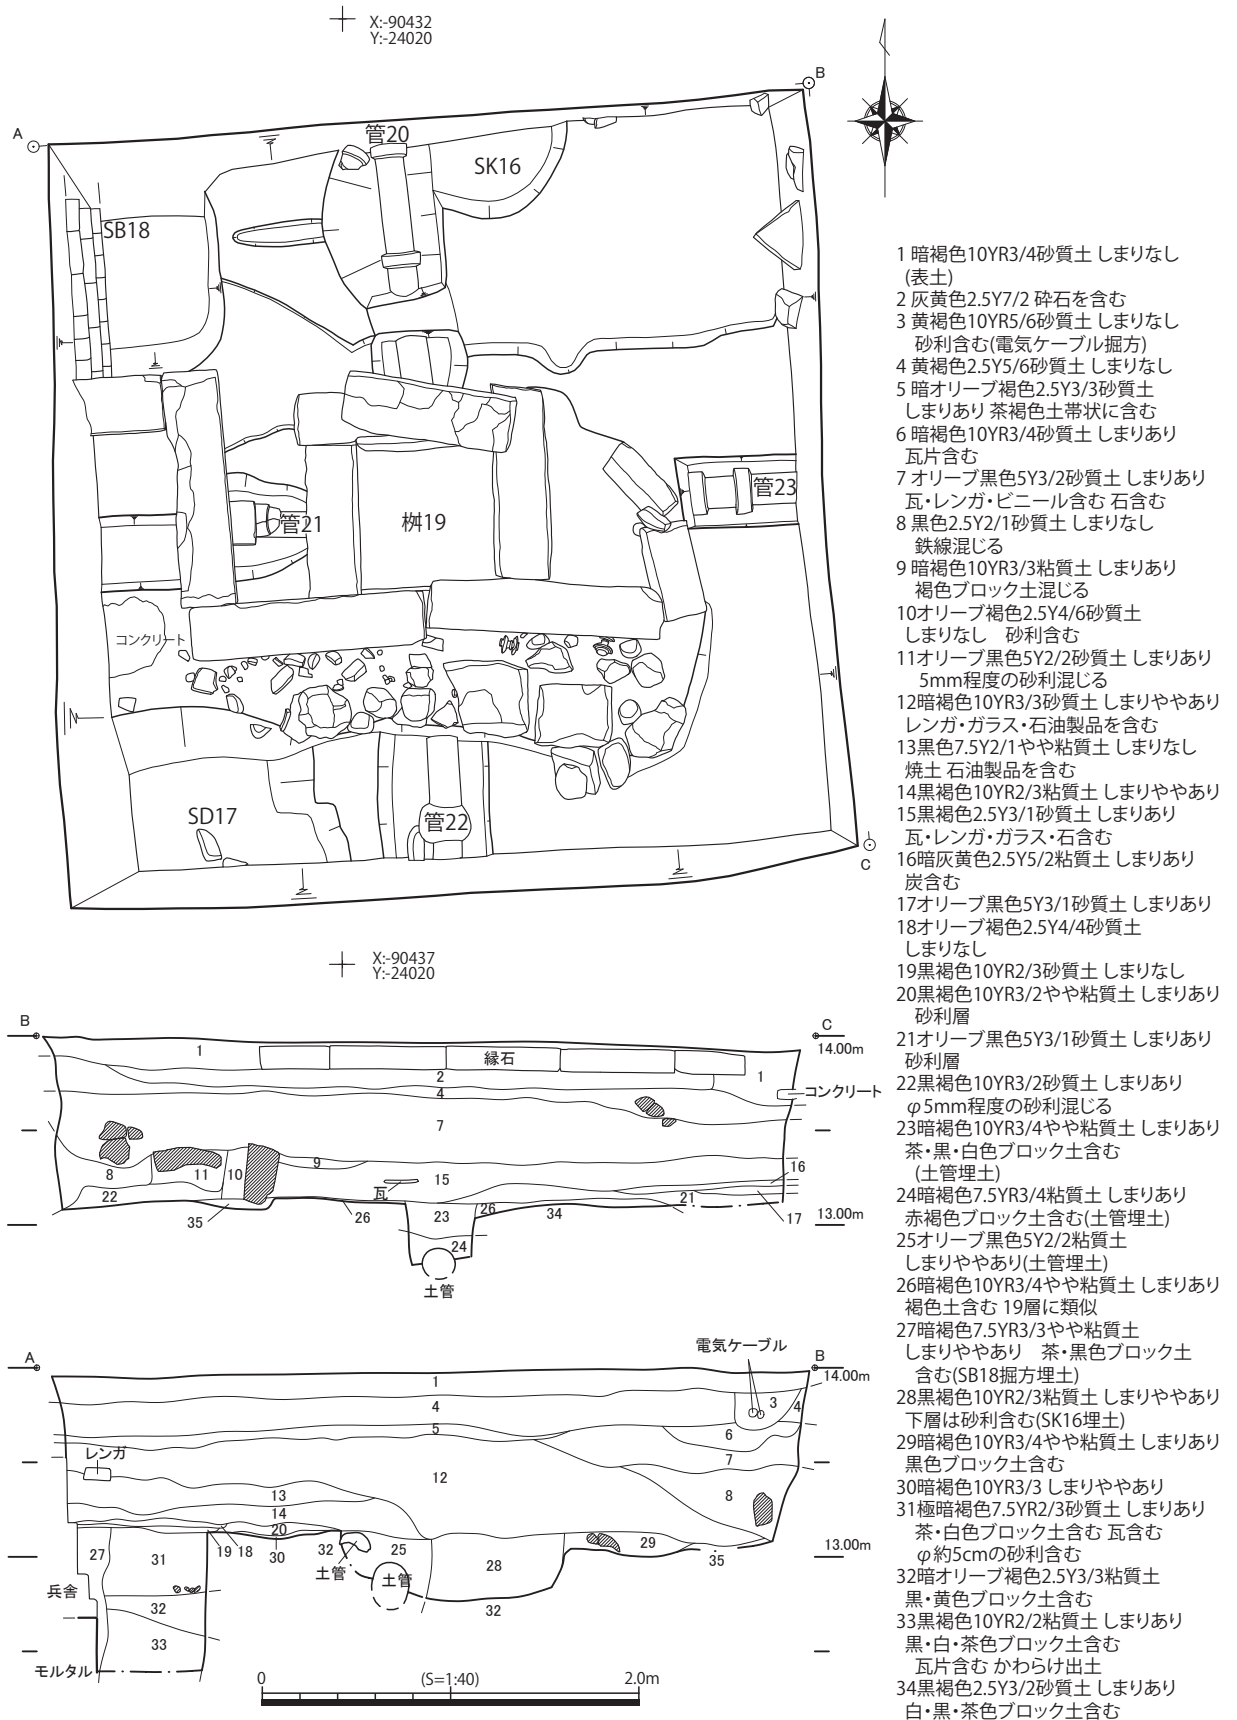 X:-90432
Y:-24020
A
B
管20
SK16
SB18
管21
桝19
管23
コンクリート
SD17
管22
C
X:-90437
Y:-24020
1 暗褐色10YR3/4砂質土 しまりなし
(表土)
2 灰黄色2.5Y7/2 砕石を含む
3 黄褐色10YR5/6砂質土 しまりなし
砂利含む(電気ケーブル掘方)
4 黄褐色2.5Y5/6砂質土 しまりなし
5 暗オリーブ褐色2.5Y3/3砂質土
しまりあり 茶褐色土帯状に含む
6 暗褐色10YR3/4砂質土 しまりあり
瓦片含む
7 オリーブ黒色5Y3/2砂質土 しまりあり
瓦・レンガ・ビニール含む 石含む
8 黒色2.5Y2/1砂質土 しまりなし
鉄線混じる
9 暗褐色10YR3/3粘質土 しまりあり
褐色ブロック土混じる
10オリーブ褐色2.5Y4/6砂質土
しまりなし 砂利含む
11オリーブ黒色5Y2/2砂質土 しまりあり
5mm程度の砂利混じる
12暗褐色10YR3/3砂質土 しまりややあり
レンガ・ガラス・石油製品を含む
13黒色7.5Y2/1やや粘質土 しまりなし
焼土 石油製品を含む
14黒褐色10YR2/3粘質土 しまりややあり
15黒褐色2.5Y3/1砂質土 しまりあり
瓦・レンガ・ガラス・石含む
16暗灰黄色2.5Y5/2粘質土 しまりあり
炭含む
17オリーブ黒色5Y3/1砂質土 しまりあり
18オリーブ褐色2.5Y4/4砂質土
しまりなし
19黒褐色10YR2/3砂質土 しまりなし
20黒褐色10YR3/2やや粘質土 しまりあり
砂利層
21オリーブ黒色5Y3/1砂質土 しまりあり
砂利層
22黒褐色10YR3/2砂質土 しまりあり
φ5mm程度の砂利混じる
23暗褐色10YR3/4やや粘質土 しまりあり
茶・黒・白色ブロック土含む
(土管埋土)
24暗褐色7.5YR3/4粘質土 しまりあり
赤褐色ブロック土含む(土管埋土)
25オリーブ黒色5Y2/2粘質土
しまりややあり(土管埋土)
26暗褐色10YR3/4やや粘質土 しまりあり
褐色土含む 19層に類似
27暗褐色7.5YR3/3やや粘質土
しまりややあり 茶・黒色ブロック土
含む(SB18掘方埋土)
28黒褐色10YR2/3粘質土 しまりややあり
下層は砂利含む(SK16埋土)
29暗褐色10YR3/4やや粘質土 しまりあり
黒色ブロック土含む
30暗褐色10YR3/3 しまりややあり
31極暗褐色7.5YR2/3砂質土 しまりあり
茶・白色ブロック土含む 瓦含む
φ約5cmの砂利含む
32暗オリーブ褐色2.5Y3/3粘質土
黒・黄色ブロック土含む
33黒褐色10YR2/2粘質土 しまりあり
黒・白・茶色ブロック土含む
瓦片含む かわらけ出土
34黒褐色2.5Y3/2砂質土 しまりあり
白・黒・茶色ブロック土含む
B
C
14.00m
1
縁石
2
1
4
コンクリート
7
9
8
11
10
15
16
瓦
22
21
35
26
23
26
34
17
13.00m
24
土管
電気ケーブル
A
B
14.00m
1
3
4
4
5
6
レンガ
7
12
8
13
14
20
27
31
19
18
30
32
25
29
35
13.00m
土管
土管
28
兵舎
32
32
33
モルタル
0
(S=1:40)
2.0m